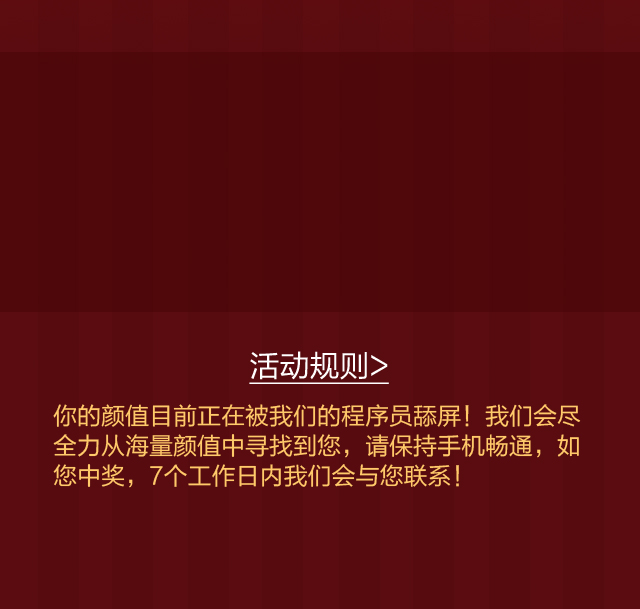 活动规则>
你的颜值目前正在被我们的程序员舔屏！我们会尽
全力从海量颜值中寻找到您，请保持手机畅通，如
您中奖，7个工作日内我们会与您联系！